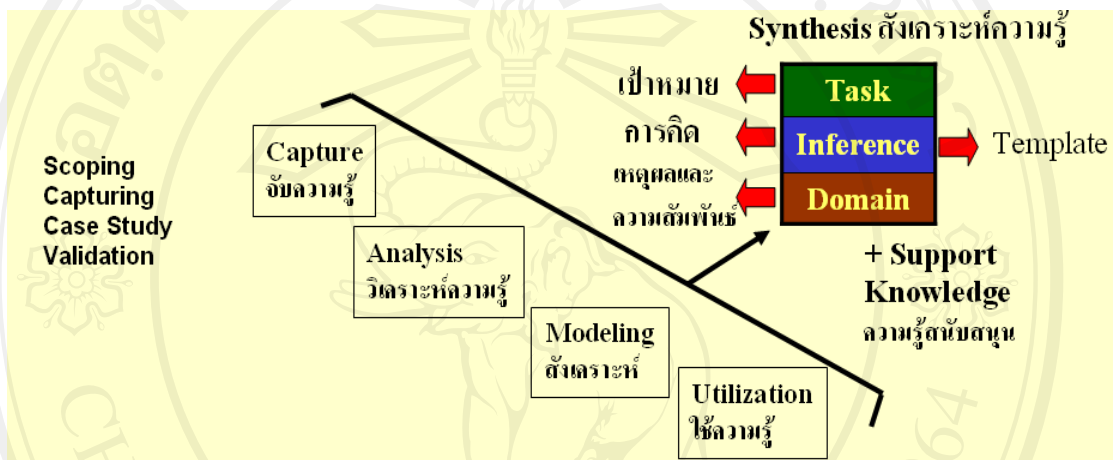 Synthesis สังเคราะห์ความรู้
เป้าหมาย
Task
การคิด
Inference
Template
เหตุผลและ
ความสัมพันธ์
Domain
+ Support
Knowledge
ความรู้สนับสนุน
Scoping
Capturing
Case Study
Validation
Capture
จับความรู้
Analysis
วิเคราะห์ความรู้
Modeling
สังเคราะห์
Utilization
ใช้ความรู้
964